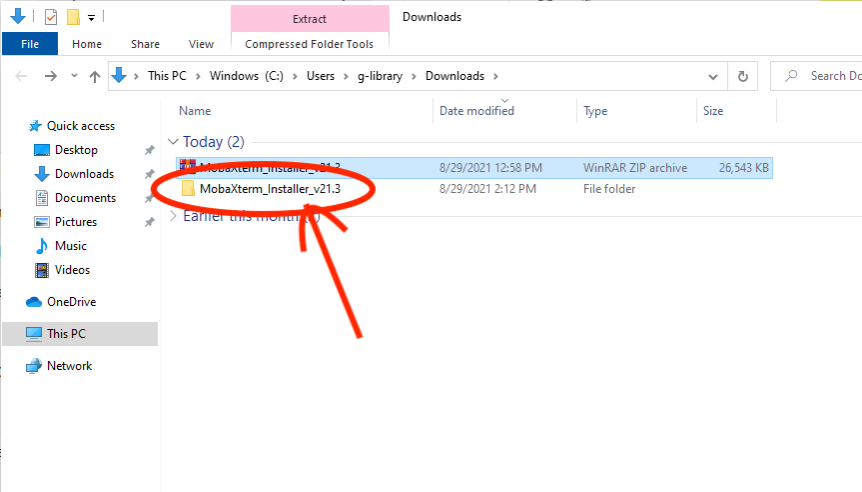 Extract
Downloads
File Home Share View Compressed Folder Tools
This PC Windows (C:) Users g-library Downloads
Search Do
Name Date modified Type Size
Quick access
Today (2)
Desktop
MobaXterm_Installer_v21.3 8/29/2021 12:58 PM WinRAR ZIP archive 26,543 KB
Downloads
MobaXterm_Installer_v21.3 8/29/2021 2:12 PM File folder
Documents
Earlier this month
Pictures
Music
Videos
OneDrive
This PC
Network